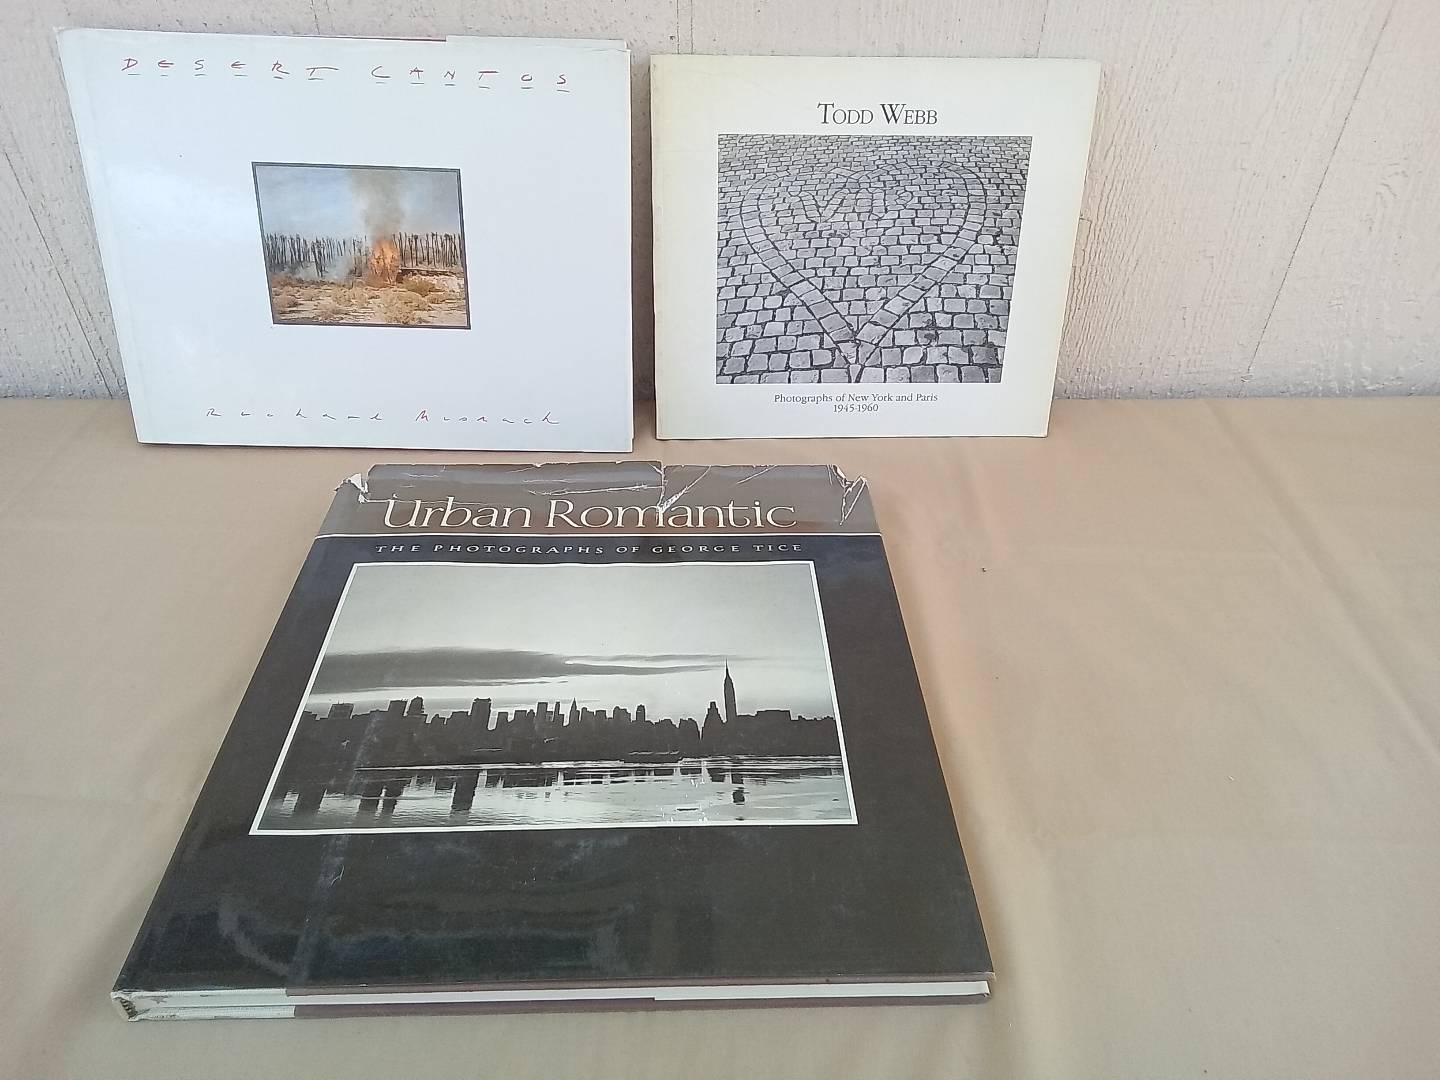 DESERT CANTOS
Richard Misrach
TODD WEBB
Photographs of New York and Paris
1945-1960
Urban Romantic
THE PHOTOGRAPHS OF GEORGE TICE